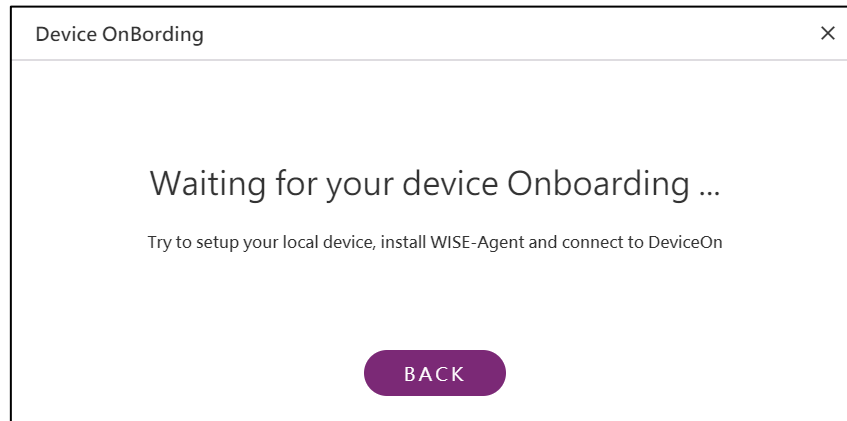 Device OnBording
Waiting for your device Onboarding ...
Try to setup your local device, install WISE-Agent and connect to DeviceOn
BACK